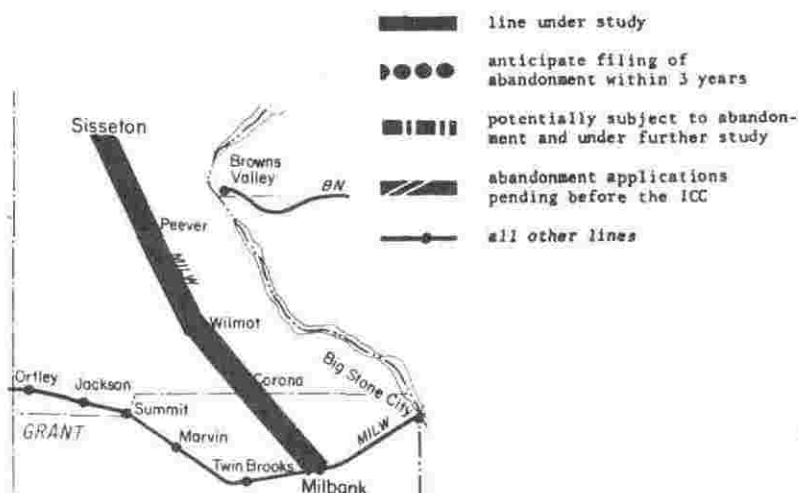 line under study
anticipate filing of
abandonment within 3 years
potentially subject to abandon-
ment and under further study
abandonment applications
pending before the ICC
all other lines
Sisseton
Browns
Valley
BN
Peever
MILW
Wilmot
Big Stone City
Corona
Ortley
Jackson
Summit
GRANT
Marvin
MILW
Twin Brooks
Milbank